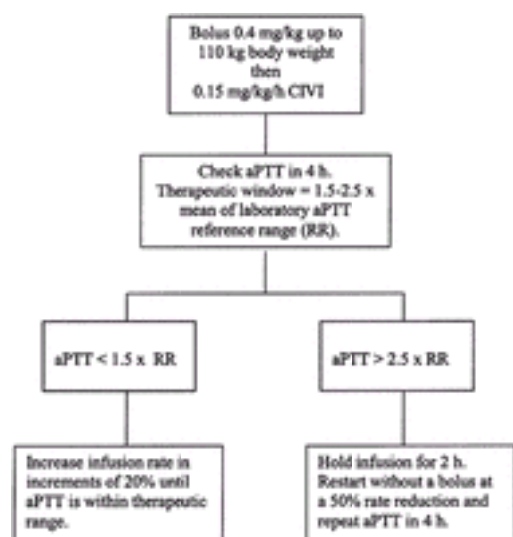 Bolus 0.4 mg/kg up to
110 kg body weight
then
0.15 mg/kg/h CIVI
Check aPTT in 4 h.
Therapeutic window = 1.5-2.5 x
mean of laboratory aPTT
reference range (RR).
aPTT < 1.5 x RR
aPTT > 2.5 x RR
Increase infusion rate in
increments of 20% until
aPTT is within therapeutic
range.
Hold infusion for 2 h.
Restart without a bolus at
a 50% rate reduction and
repeat aPTT in 4 h.